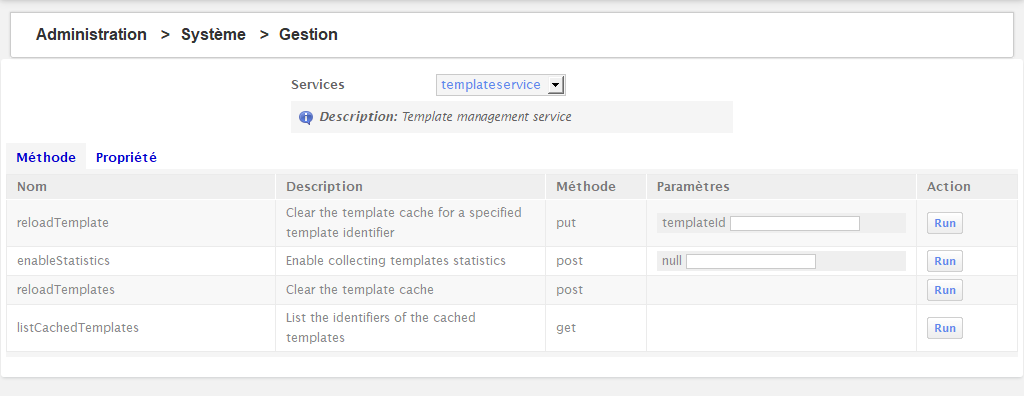 Administration > Système > Gestion
Services templateservice
Description: Template management service
Méthode Propriété
Nom Description Méthode Paramètres Action
reloadTemplate Clear the template cache for a specified template identifier put templateId Run
enableStatistics Enable collecting templates statistics post null Run
reloadTemplates Clear the template cache post Run
listCachedTemplates List the identifiers of the cached templates get Run